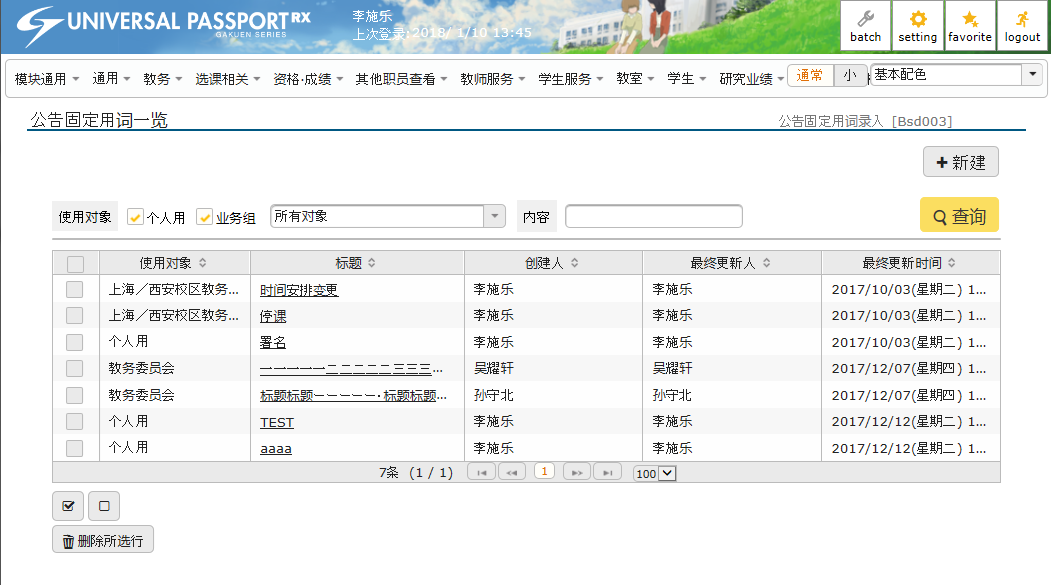 UNIVERSAL PASSPORT RX
GAKUEN SERIES
李施乐
上次登录:2018/ 1/10 13:45
batch setting favorite logout
模块通用 通用 教务 选课相关 资格·成绩 其他职员查看 教师服务 学生服务 教室 学生 研究业绩 通常 小 基本配色
公告固定用词一览 公告固定用词录入 [Bsd003]
新建
使用对象 个人用 业务组 所有对象 内容 查询
使用对象 标题 创建人 最终更新人 最终更新时间
上海／西安校区教务... 时间安排变更 李施乐 李施乐 2017/10/03(星期二) 1...
上海／西安校区教务... 停课 李施乐 李施乐 2017/10/03(星期二) 1...
个人用 署名 李施乐 李施乐 2017/10/03(星期二) 1...
教务委员会 一一一一一二二二二二三三三... 吴耀轩 吴耀轩 2017/12/07(星期四) 1...
教务委员会 标题标题ーーーーー·标题标题... 孙守北 孙守北 2017/12/07(星期四) 1...
个人用 TEST 李施乐 李施乐 2017/12/12(星期二) 1...
个人用 aaaa 李施乐 李施乐 2017/12/12(星期二) 1...
7条 (1 / 1) 1 100
删除所选行